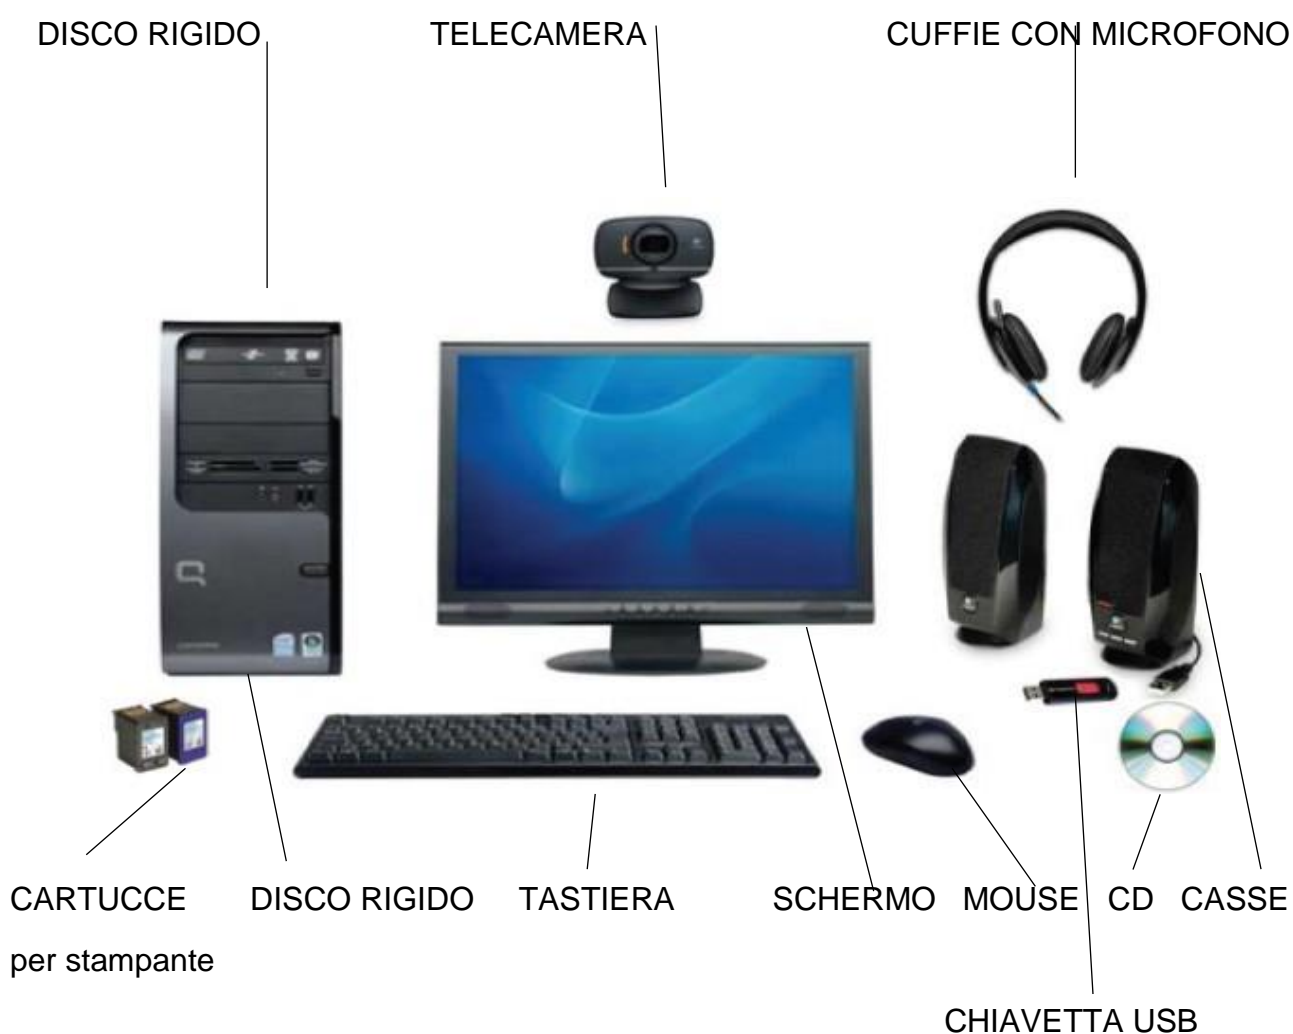 DISCO RIGIDO TELECAMERA CUFFIE CON MICROFONO
CARTUCCE DISCO RIGIDO TASTIERA SCHERMO MOUSE CD CASSE
per stampante
CHIAVETTA USB